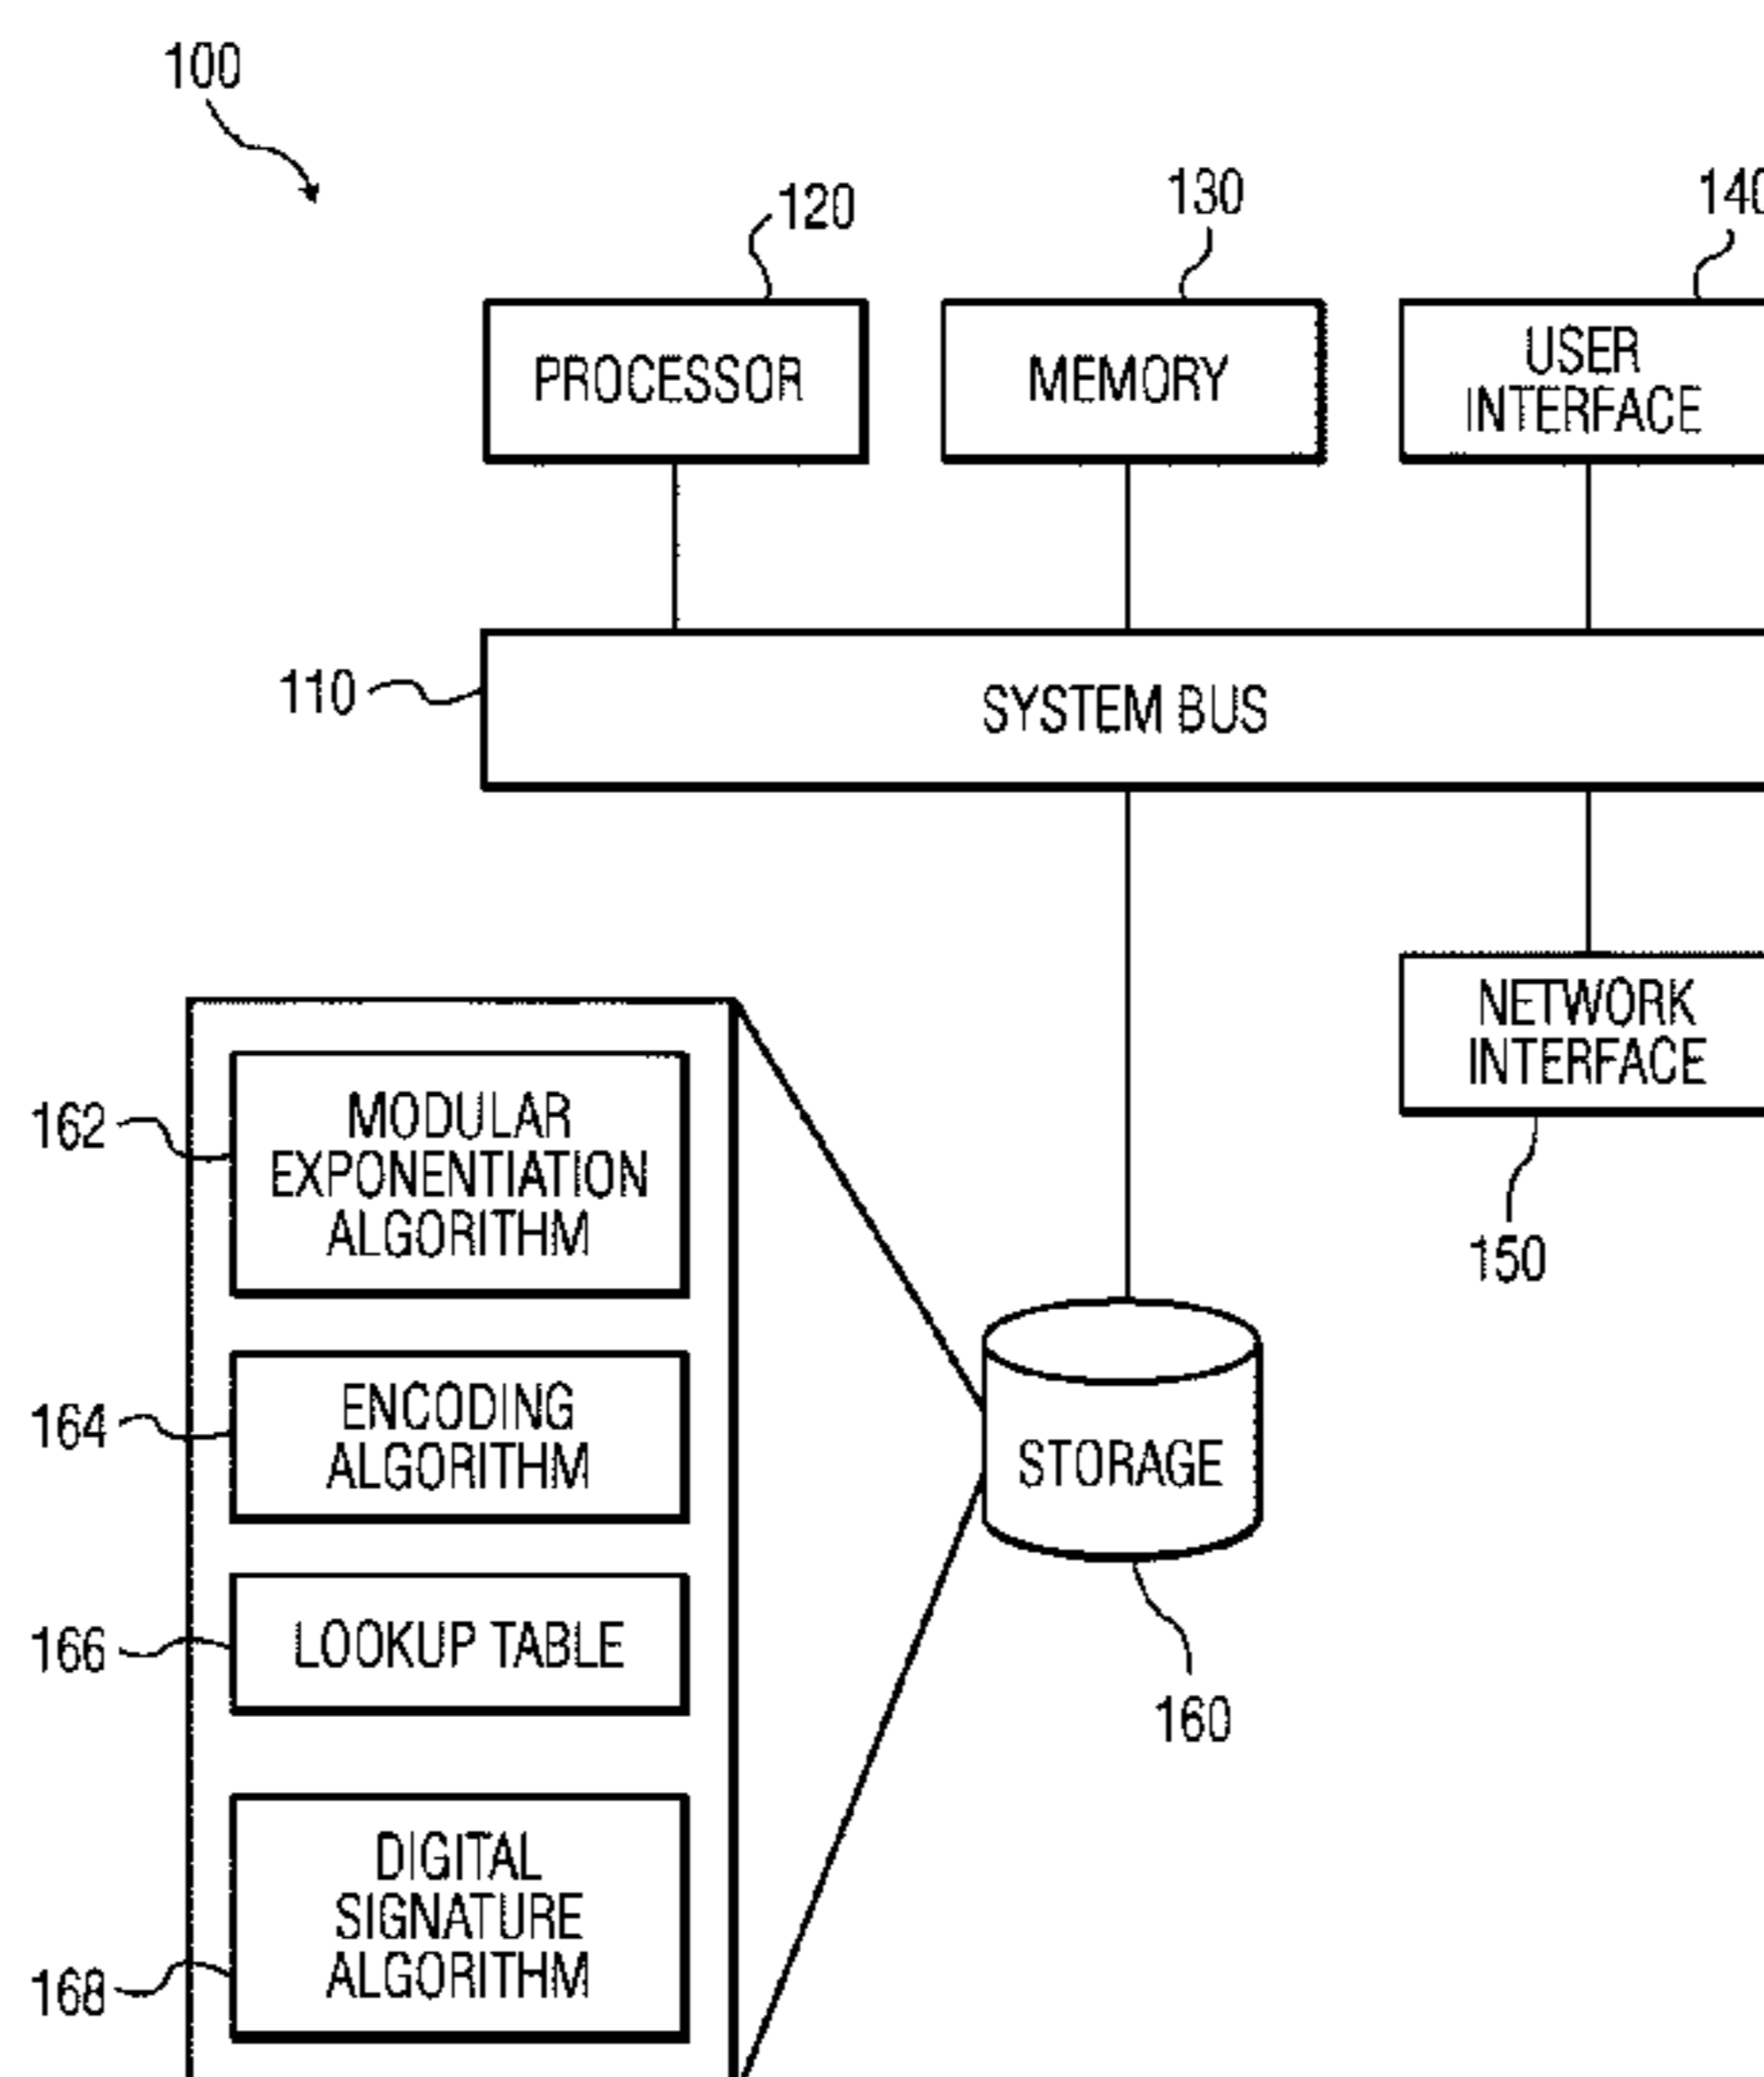 100
120
130
140
PROCESSOR
MEMORY
USER
INTERFACE
110
SYSTEM BUS
NETWORK
INTERFACE
150
162
MODULAR
EXPONENTIATION
ALGORITHM
164
ENCODING
ALGORITHM
STORAGE
166
LOOKUP TABLE
160
DIGITAL
SIGNATURE
ALGORITHM
168